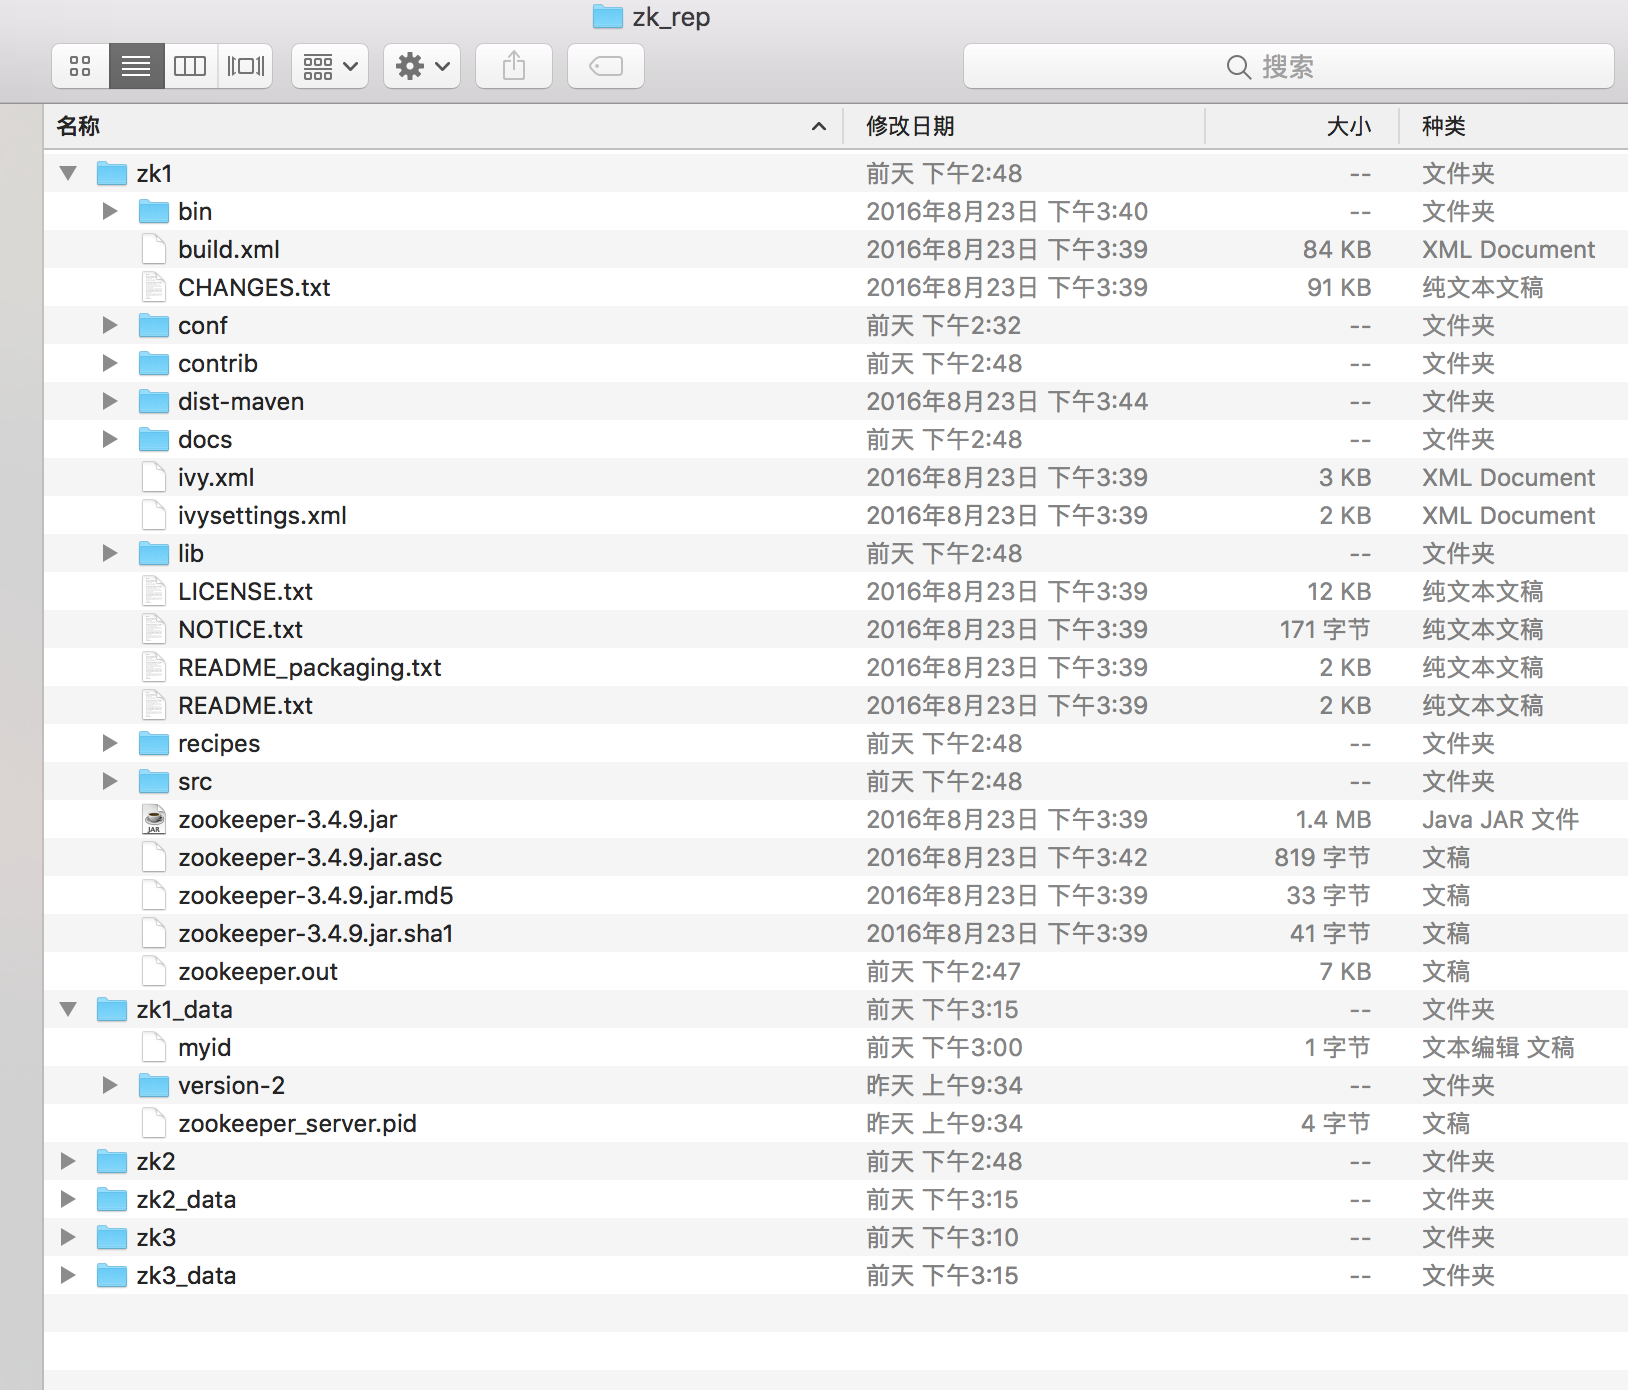 zk_rep
搜索
名称 修改日期 大小 种类
zk1 前天 下午2:48 -- 文件夹
bin 2016年8月23日 下午3:40 -- 文件夹
build.xml 2016年8月23日 下午3:39 84 KB XML Document
CHANGES.txt 2016年8月23日 下午3:39 91 KB 纯文本文稿
conf 前天 下午2:32 -- 文件夹
contrib 前天 下午2:48 -- 文件夹
dist-maven 2016年8月23日 下午3:44 -- 文件夹
docs 前天 下午2:48 -- 文件夹
ivy.xml 2016年8月23日 下午3:39 3 KB XML Document
ivysettings.xml 2016年8月23日 下午3:39 2 KB XML Document
lib 前天 下午2:48 -- 文件夹
LICENSE.txt 2016年8月23日 下午3:39 12 KB 纯文本文稿
NOTICE.txt 2016年8月23日 下午3:39 171 字节 纯文本文稿
README_packaging.txt 2016年8月23日 下午3:39 2 KB 纯文本文稿
README.txt 2016年8月23日 下午3:39 2 KB 纯文本文稿
recipes 前天 下午2:48 -- 文件夹
src 前天 下午2:48 -- 文件夹
JAR zookeeper-3.4.9.jar 2016年8月23日 下午3:39 1.4 MB Java JAR 文件
zookeeper-3.4.9.jar.asc 2016年8月23日 下午3:42 819 字节 文稿
zookeeper-3.4.9.jar.md5 2016年8月23日 下午3:39 33 字节 文稿
zookeeper-3.4.9.jar.sha1 2016年8月23日 下午3:39 41 字节 文稿
zookeeper.out 前天 下午2:47 7 KB 文稿
zk1_data 前天 下午3:15 -- 文件夹
myid 前天 下午3:00 1 字节 文本编辑 文稿
version-2 昨天 上午9:34 -- 文件夹
zookeeper_server.pid 昨天 上午9:34 4 字节 文稿
zk2 前天 下午2:48 -- 文件夹
zk2_data 前天 下午3:15 -- 文件夹
zk3 前天 下午3:10 -- 文件夹
zk3_data 前天 下午3:15 -- 文件夹